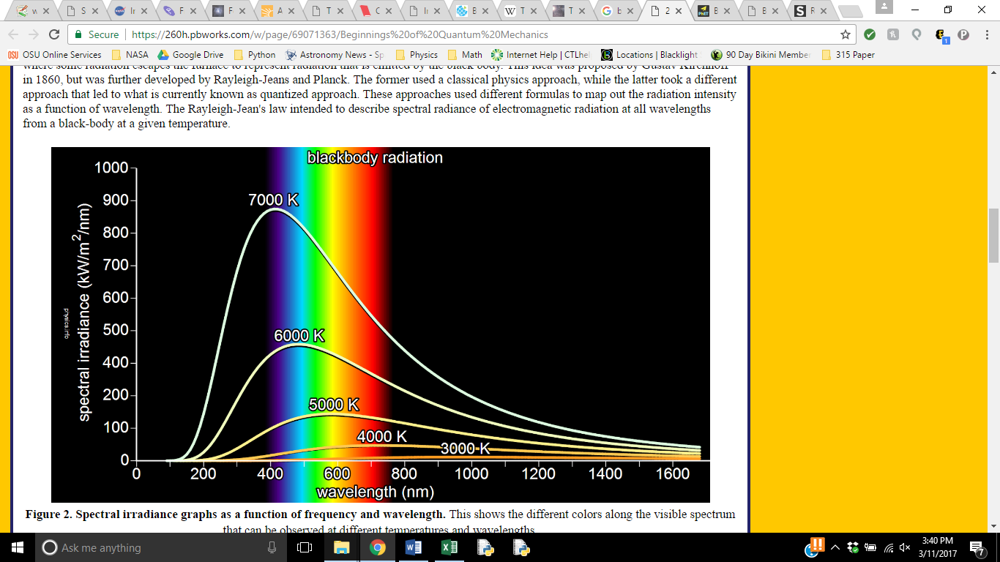 w S Ir F F A T C Ir E T T b 2 E E F
Secure https://260h.pbworks.com/w/page/69071363/Beginnings%20of%20Quantum%20Mechanics
OSU OSU Online Services NASA Google Drive Python Astronomy News - Sp Physics Math Internet Help | CTLhel Locations | Blacklight 90 Day Bikini Member 315 Paper
where some radiation escapes the furnace to represent radiation that is emitted by the black body. This idea was proposed by Gustav Kirchhoff
in 1860, but was further developed by Rayleigh-Jeans and Planck. The former used a classical physics approach, while the latter took a different
approach that led to what is currently known as quantized approach. These approaches used different formulas to map out the radiation intensity
as a function of wavelength. The Rayleigh-Jean's law intended to describe spectral radiance of electromagnetic radiation at all wavelengths
from a black-body at a given temperature.
blackbody radiation
spectral irradiance (kW/m2/nm)
physics.info
1000
900
800
700
600
500
400
200
100
0
7000 K
6000 K
5000 K
4000 K
3000 K
0 200 400 600 800 1000 1200 1400 1600
wavelength (nm)
Figure 2. Spectral irradiance graphs as a function of frequency and wavelength. This shows the different colors along the visible spectrum
that can be observed at different temperatures and wavelengths.
Ask me anything
3:40 PM
3/11/2017
7